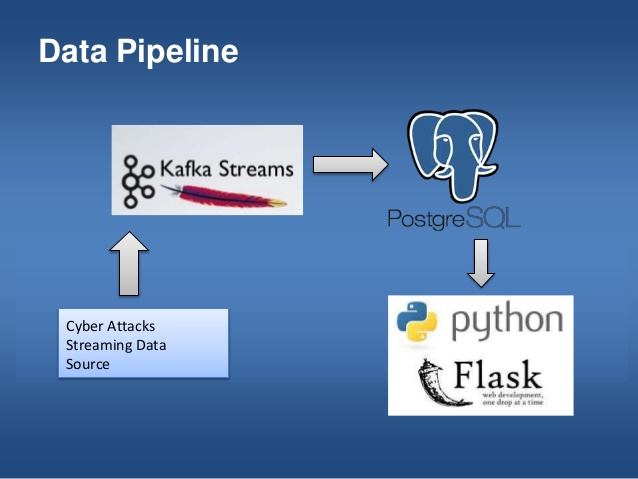 Data Pipeline
Kafka Streams
PostgreSQL
Cyber Attacks
Streaming Data
Source
python
Flask
web development,
one drop at a time